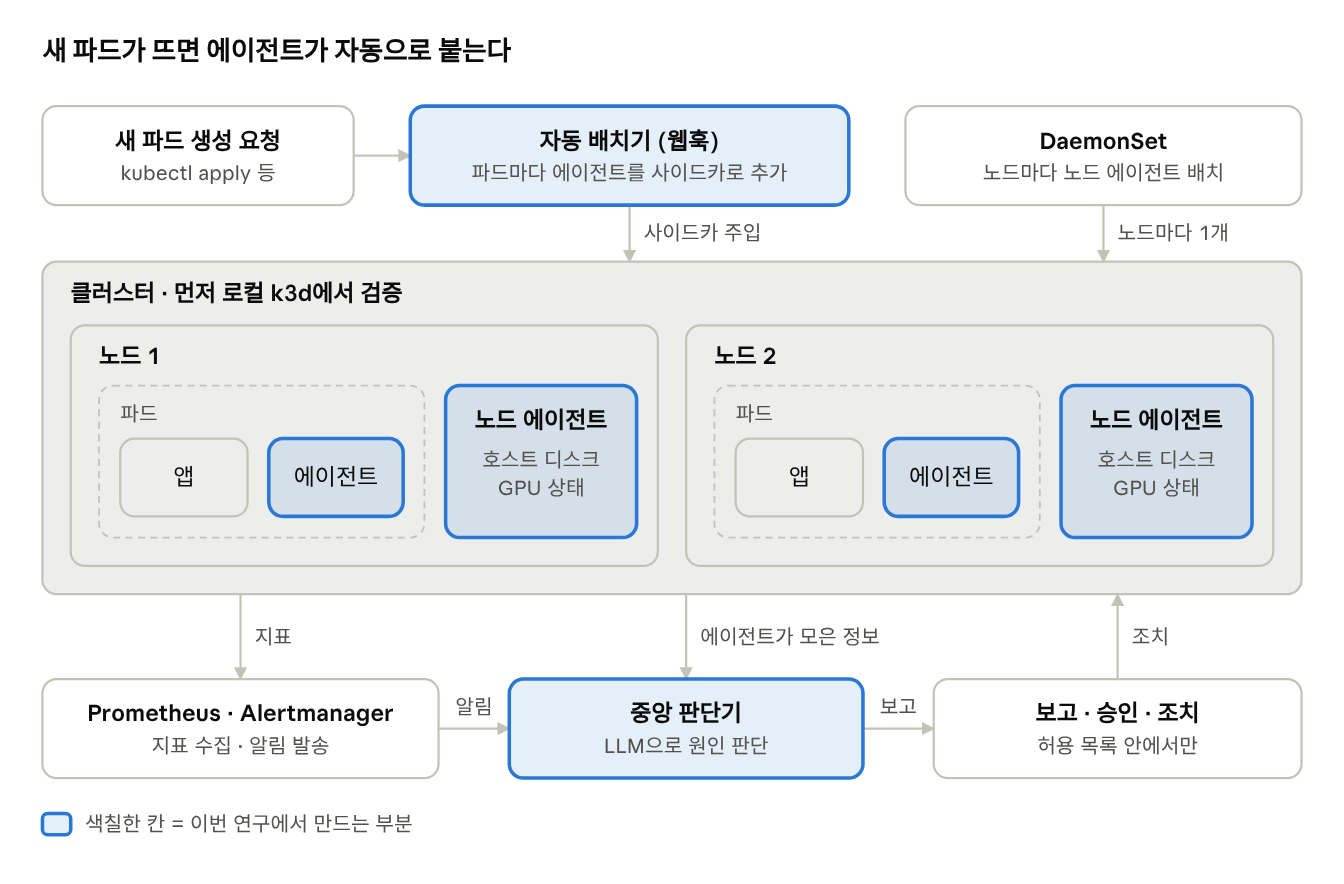 새 파드가 뜨면 에이전트가 자동으로 붙는다
새 파드 생성 요청
kubectl apply 등
자동 배치기 (웹훅)
파드마다 에이전트를 사이드카로 추가
DaemonSet
노드마다 노드 에이전트 배치
사이드카 주입
노드마다 1개
클러스터 · 먼저 로컬 k3d에서 검증
노드 1
파드
앱
에이전트
노드 에이전트
호스트 디스크
GPU 상태
노드 2
파드
앱
에이전트
노드 에이전트
호스트 디스크
GPU 상태
지표
에이전트가 모은 정보
조치
Prometheus · Alertmanager
지표 수집 · 알림 발송
알림
중앙 판단기
LLM으로 원인 판단
보고
보고 · 승인 · 조치
허용 목록 안에서만
색칠한 칸 = 이번 연구에서 만드는 부분